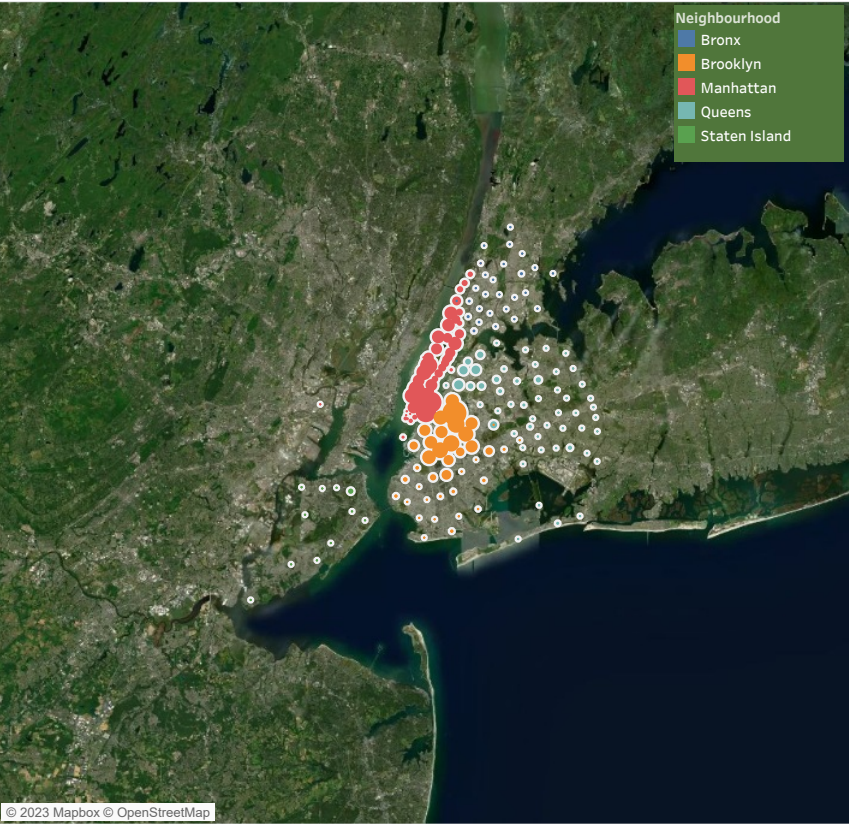 Neighbourhood
Bronx
Brooklyn
Manhattan
Queens
Staten Island
© 2023 Mapbox © OpenStreetMap